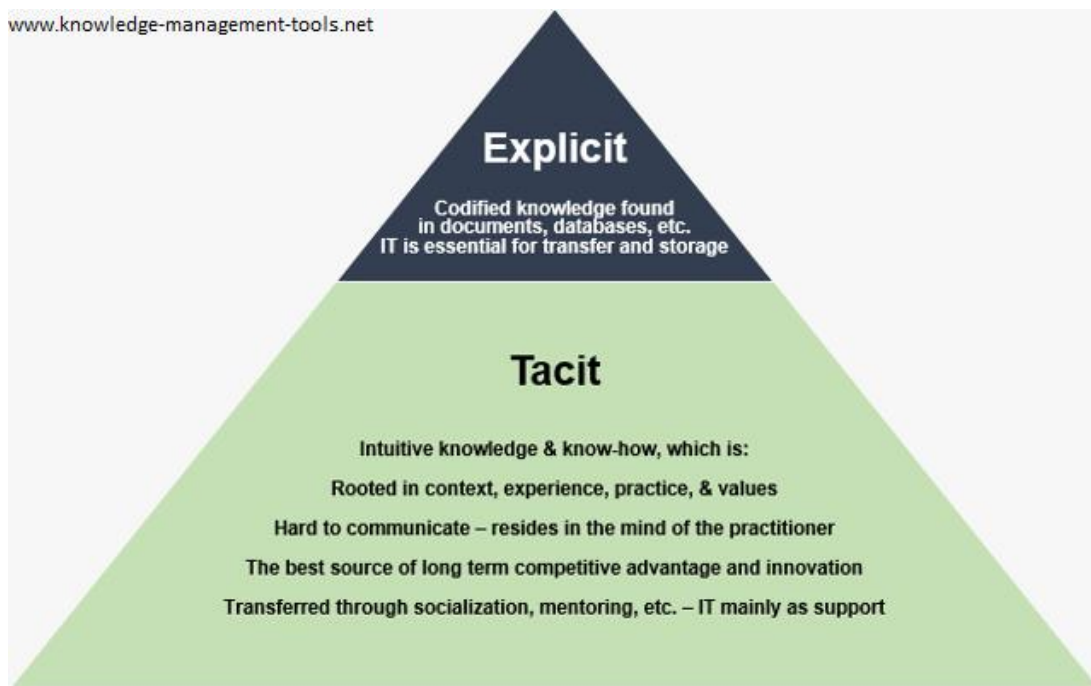 www.knowledge-management-tools.net
Explicit
Codified knowledge found
in documents, databases, etc.
IT is essential for transfer and storage
Tacit
Intuitive knowledge & know-how, which is:
Rooted in context, experience, practice, & values
Hard to communicate – resides in the mind of the practitioner
The best source of long term competitive advantage and innovation
Transferred through socialization, mentoring, etc. – IT mainly as support